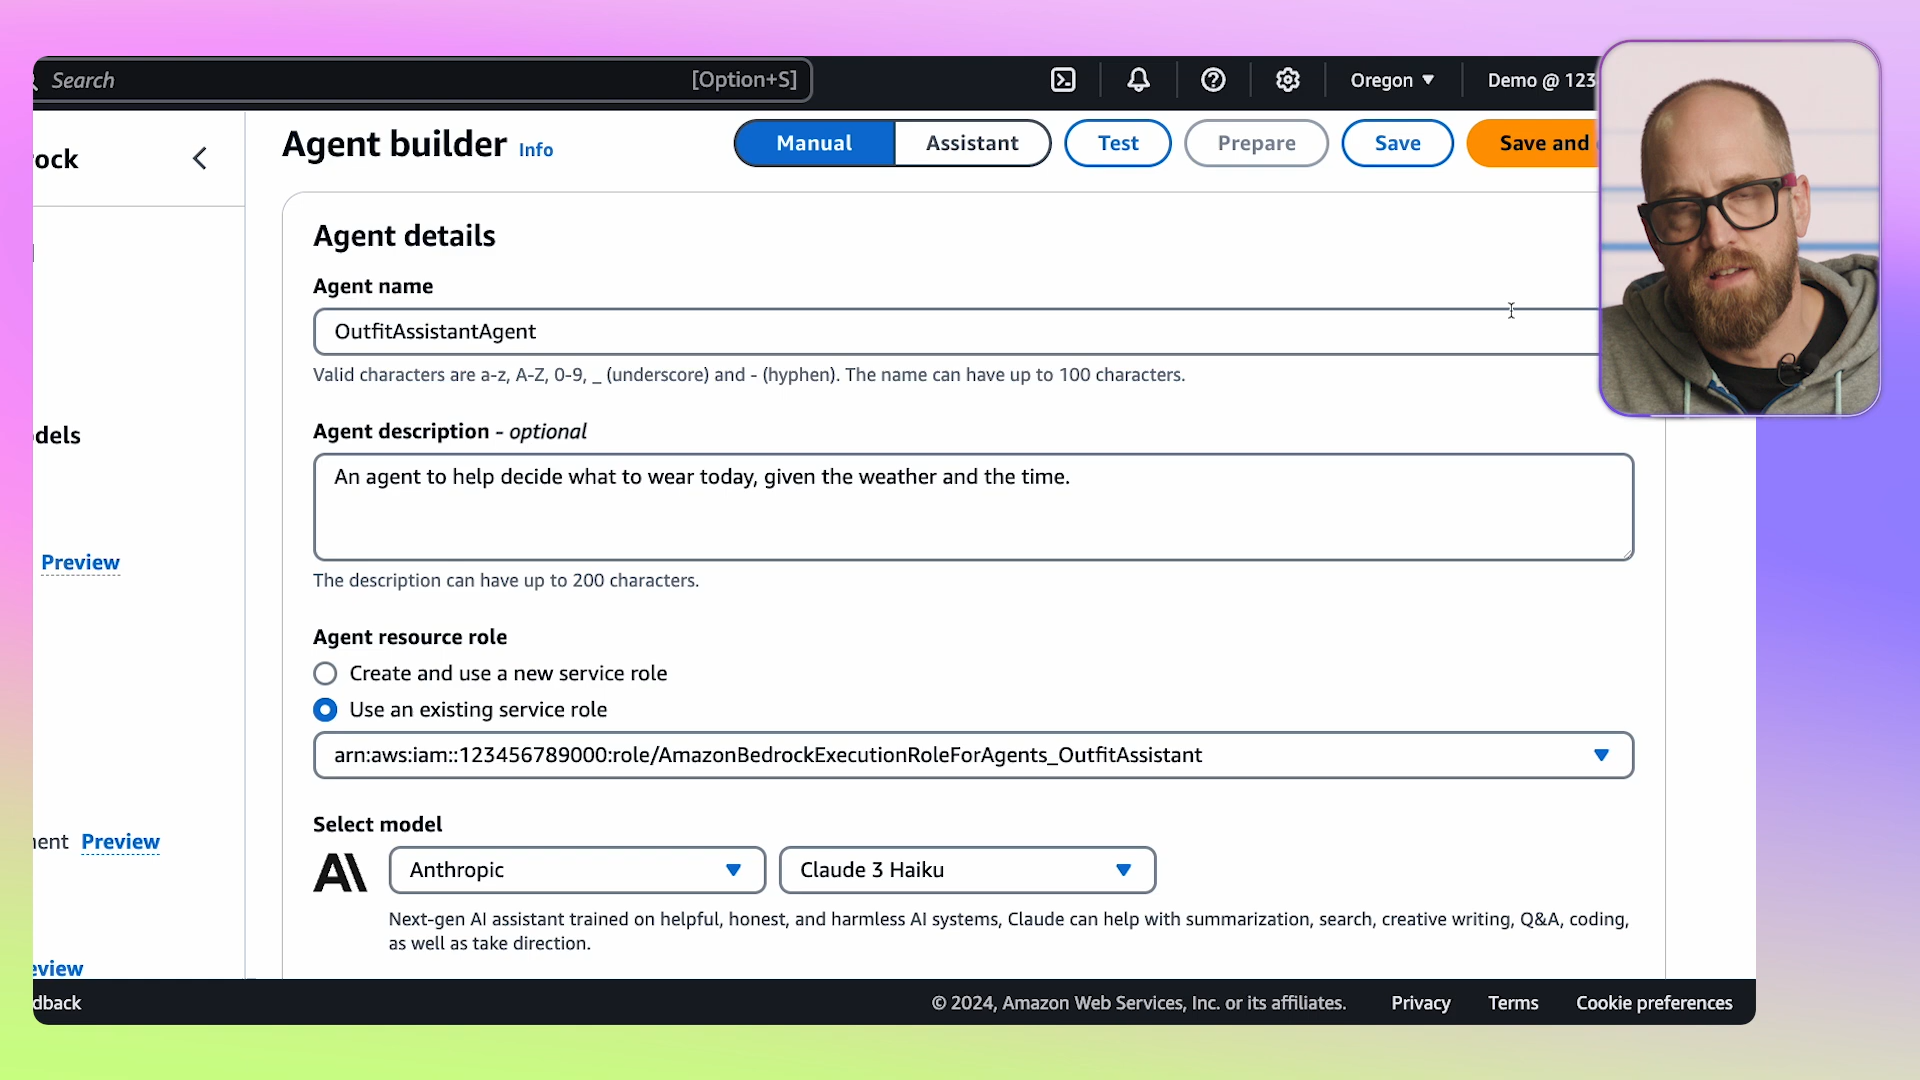 Search [Option+S] Oregon Demo @ 123
ock
Agent builder Info Manual Assistant Test Prepare Save Save and
Agent details
Agent name
OutfitAssistantAgent
Valid characters are a-z, A-Z, 0-9, _ (underscore) and - (hyphen). The name can have up to 100 characters.
Agent description - optional
dels
An agent to help decide what to wear today, given the weather and the time.
Preview
The description can have up to 200 characters.
Agent resource role
Create and use a new service role
Use an existing service role
arn:aws:iam::123456789000:role/AmazonBedrockExecutionRoleForAgents_OutfitAssistant
Select model
ent Preview
Anthropic Claude 3 Haiku
Next-gen AI assistant trained on helpful, honest, and harmless AI systems, Claude can help with summarization, search, creative writing, Q&A, coding,
as well as take direction.
eview
dback © 2024, Amazon Web Services, Inc. or its affiliates. Privacy Terms Cookie preferences